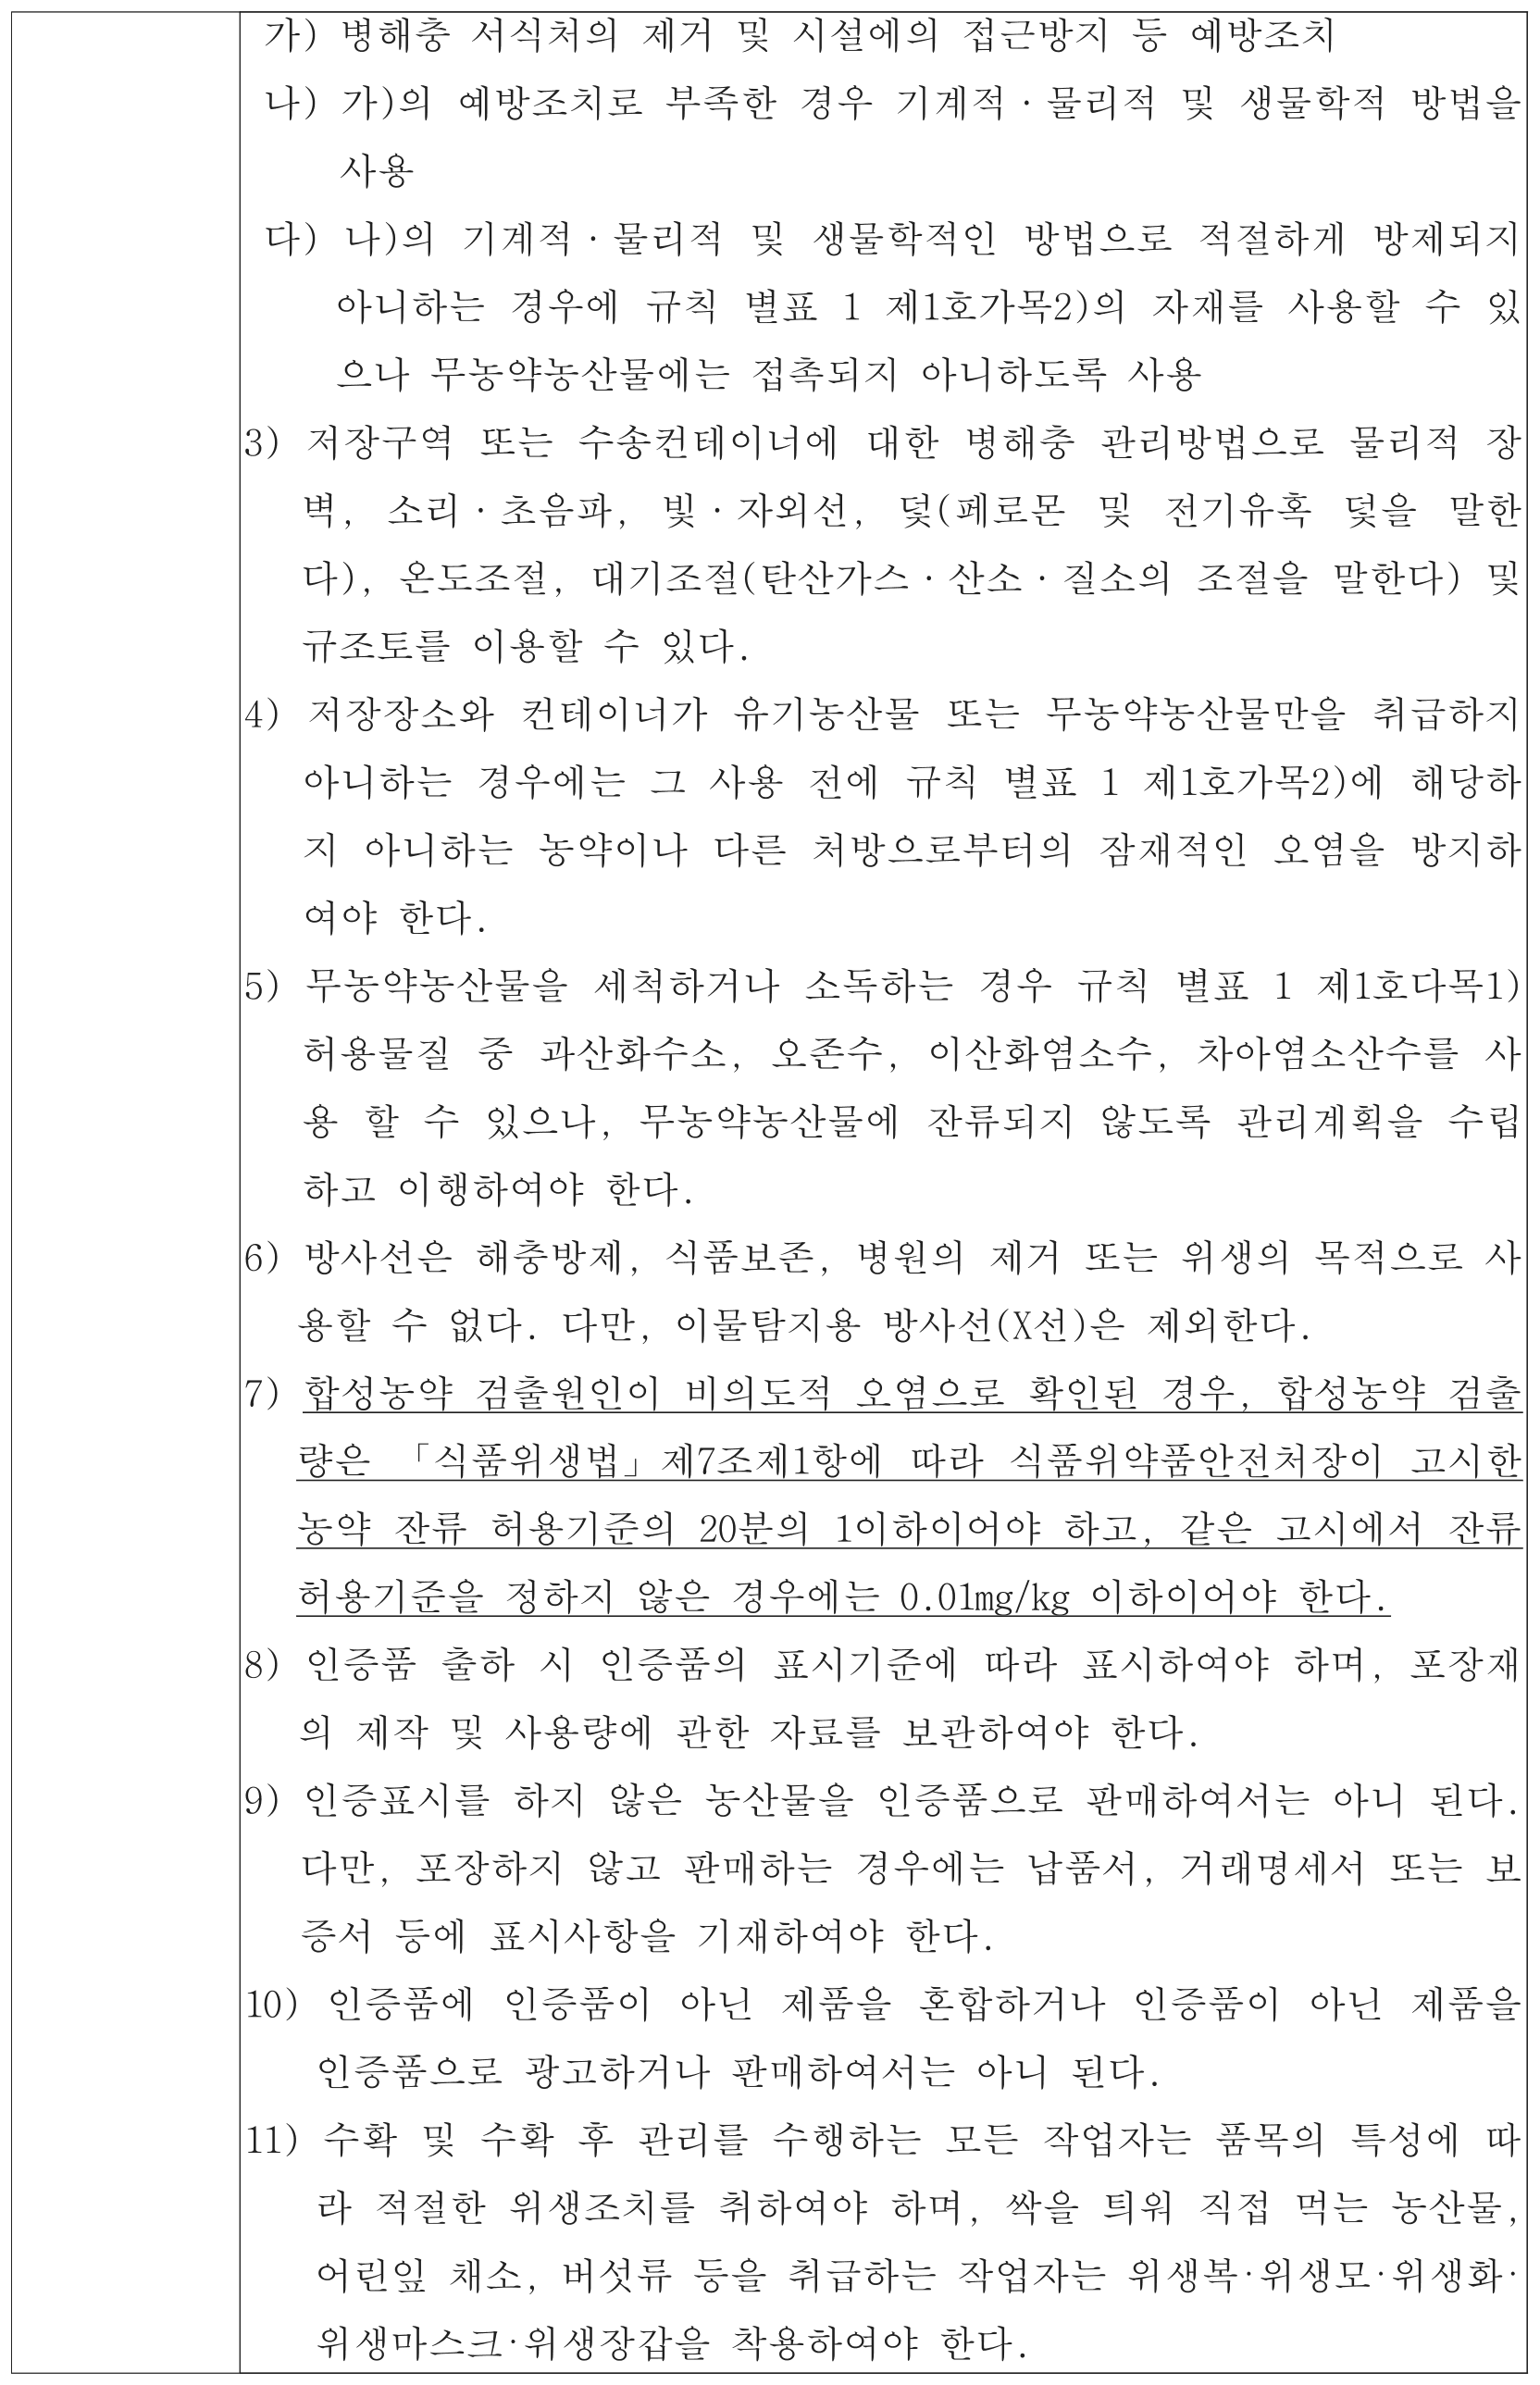 가) 병해충 서식처의 제거 및 시설에의 접근방지 등 예방조치
나) 가)의 예방조치로 부족한 경우 기계적ㆍ물리적 및 생물학적 방법을
사용
다) 나)의 기계적ㆍ물리적 및 생물학적인 방법으로 적절하게 방제되지
아니하는 경우에 규칙 별표 1 제1호가목2)의 자재를 사용할 수 있
으나 무농약농산물에는 접촉되지 아니하도록 사용
3) 저장구역 또는 수송컨테이너에 대한 병해충 관리방법으로 물리적 장
벽, 소리ㆍ초음파, 빛ㆍ자외선, 덫(페로몬 및 전기유혹 덫을 말한
다), 온도조절, 대기조절(탄산가스ㆍ산소ㆍ질소의 조절을 말한다) 및
규조토를 이용할 수 있다.
4) 저장장소와 컨테이너가 유기농산물 또는 무농약농산물만을 취급하지
아니하는 경우에는 그 사용 전에 규칙 별표 1 제1호가목2)에 해당하
지 아니하는 농약이나 다른 처방으로부터의 잠재적인 오염을 방지하
여야 한다.
5) 무농약농산물을 세척하거나 소독하는 경우 규칙 별표 1 제1호다목1)
허용물질 중 과산화수소, 오존수, 이산화염소수, 차아염소산수를 사
용 할 수 있으나, 무농약농산물에 잔류되지 않도록 관리계획을 수립
하고 이행하여야 한다.
6) 방사선은 해충방제, 식품보존, 병원의 제거 또는 위생의 목적으로 사
용할 수 없다. 다만, 이물탐지용 방사선(X선)은 제외한다.
7) 합성농약 검출원인이 비의도적 오염으로 확인된 경우, 합성농약 검출
량은 「식품위생법」제7조제1항에 따라 식품위약품안전처장이 고시한
농약 잔류 허용기준의 20분의 1이하이어야 하고, 같은 고시에서 잔류
허용기준을 정하지 않은 경우에는 0.01mg/kg 이하이어야 한다.
8) 인증품 출하 시 인증품의 표시기준에 따라 표시하여야 하며, 포장재
의 제작 및 사용량에 관한 자료를 보관하여야 한다.
9) 인증표시를 하지 않은 농산물을 인증품으로 판매하여서는 아니 된다.
다만, 포장하지 않고 판매하는 경우에는 납품서, 거래명세서 또는 보
증서 등에 표시사항을 기재하여야 한다.
10) 인증품에 인증품이 아닌 제품을 혼합하거나 인증품이 아닌 제품을
인증품으로 광고하거나 판매하여서는 아니 된다.
11) 수확 및 수확 후 관리를 수행하는 모든 작업자는 품목의 특성에 따
라 적절한 위생조치를 취하여야 하며, 싹을 틔워 직접 먹는 농산물,
어린잎 채소, 버섯류 등을 취급하는 작업자는 위생복·위생모·위생화·
위생마스크·위생장갑을 착용하여야 한다.